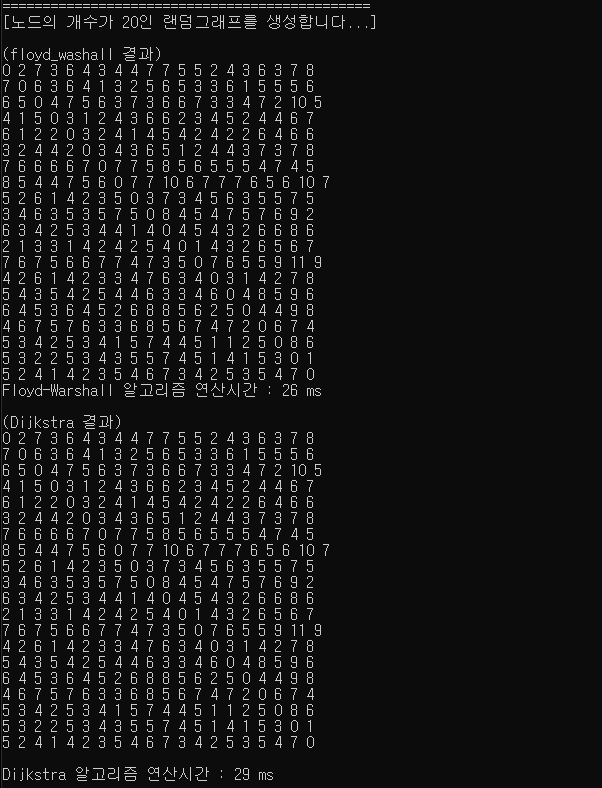 ==============================================
[노드의 개수가 20인 랜덤그래프를 생성합니다...]
(floyd_washall 결과)
0 2 7 3 6 4 3 4 4 7 7 5 5 2 4 3 6 3 7 8
7 0 6 3 6 4 1 3 2 5 6 5 3 3 6 1 5 5 5 6
6 5 0 4 7 5 6 3 7 3 6 6 7 3 3 4 7 2 10 5
4 1 5 0 3 1 2 4 3 6 6 2 3 4 5 2 4 4 6 7
6 1 2 2 0 3 2 4 1 4 5 4 2 4 2 2 6 4 6 6
3 2 4 4 2 0 3 4 3 6 5 1 2 4 4 3 7 3 7 8
7 6 6 6 6 7 0 7 7 5 8 5 6 5 5 5 4 7 4 5
8 5 4 4 7 5 6 0 7 7 10 6 7 7 7 6 5 6 10 7
5 2 6 1 4 2 3 5 0 3 7 3 4 5 6 3 5 5 7 5
3 4 6 3 5 3 5 7 5 0 8 4 5 4 7 5 7 6 9 2
6 3 4 2 5 3 4 4 1 4 0 4 5 4 3 2 6 6 8 6
2 1 3 3 1 4 2 4 2 5 4 0 1 4 3 2 6 5 6 7
7 6 7 5 6 6 7 7 4 7 3 5 0 7 6 5 5 9 11 9
4 2 6 1 4 2 3 3 4 7 6 3 4 0 3 1 4 2 7 8
5 4 3 5 4 2 5 4 4 6 3 3 4 6 0 4 8 5 9 6
6 4 5 3 6 4 5 2 6 8 8 5 6 2 5 0 4 4 9 8
4 6 7 5 7 6 3 3 6 8 5 6 7 4 7 2 0 6 7 4
5 3 4 2 5 3 4 1 5 7 4 4 5 1 1 2 5 0 8 6
5 3 2 2 5 3 4 3 5 5 7 4 5 1 4 1 5 3 0 1
5 2 4 1 4 2 3 5 4 6 7 3 4 2 5 3 5 4 7 0
Floyd-Warshall 알고리즘 연산시간 : 26 ms
(Dijkstra 결과)
0 2 7 3 6 4 3 4 4 7 7 5 5 2 4 3 6 3 7 8
7 0 6 3 6 4 1 3 2 5 6 5 3 3 6 1 5 5 5 6
6 5 0 4 7 5 6 3 7 3 6 6 7 3 3 4 7 2 10 5
4 1 5 0 3 1 2 4 3 6 6 2 3 4 5 2 4 4 6 7
6 1 2 2 0 3 2 4 1 4 5 4 2 4 2 2 6 4 6 6
3 2 4 4 2 0 3 4 3 6 5 1 2 4 4 3 7 3 7 8
7 6 6 6 6 7 0 7 7 5 8 5 6 5 5 5 4 7 4 5
8 5 4 4 7 5 6 0 7 7 10 6 7 7 7 6 5 6 10 7
5 2 6 1 4 2 3 5 0 3 7 3 4 5 6 3 5 5 7 5
3 4 6 3 5 3 5 7 5 0 8 4 5 4 7 5 7 6 9 2
6 3 4 2 5 3 4 4 1 4 0 4 5 4 3 2 6 6 8 6
2 1 3 3 1 4 2 4 2 5 4 0 1 4 3 2 6 5 6 7
7 6 7 5 6 6 7 7 4 7 3 5 0 7 6 5 5 9 11 9
4 2 6 1 4 2 3 3 4 7 6 3 4 0 3 1 4 2 7 8
5 4 3 5 4 2 5 4 4 6 3 3 4 6 0 4 8 5 9 6
6 4 5 3 6 4 5 2 6 8 8 5 6 2 5 0 4 4 9 8
4 6 7 5 7 6 3 3 6 8 5 6 7 4 7 2 0 6 7 4
5 3 4 2 5 3 4 1 5 7 4 4 5 1 1 2 5 0 8 6
5 3 2 2 5 3 4 3 5 5 7 4 5 1 4 1 5 3 0 1
5 2 4 1 4 2 3 5 4 6 7 3 4 2 5 3 5 4 7 0
Dijkstra 알고리즘 연산시간 : 29 ms